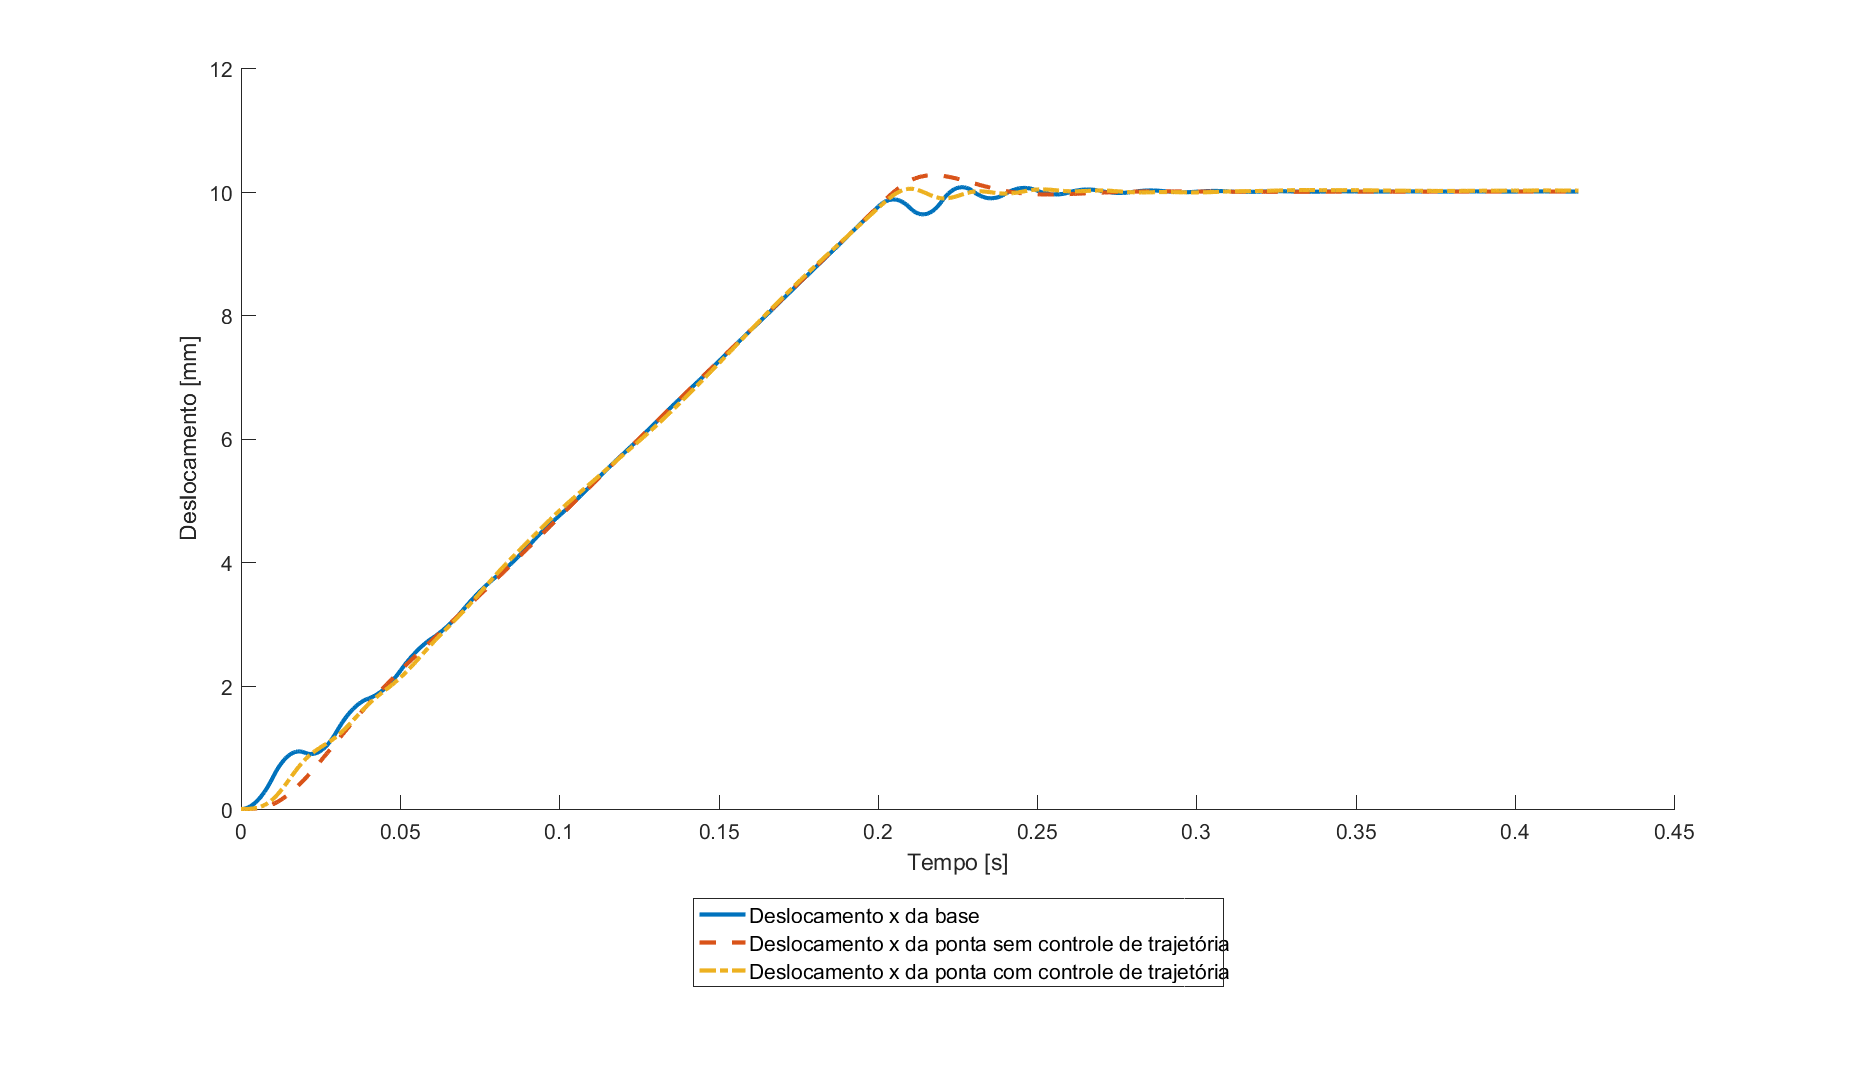 12
10
8
6
4
2
0
Deslocamento [mm]
0 0.05 0.1 0.15 0.2 0.25 0.3 0.35 0.4 0.45
Tempo [s]
Deslocamento x da base
Deslocamento x da ponta sem controle de trajetória
Deslocamento x da ponta com controle de trajetória